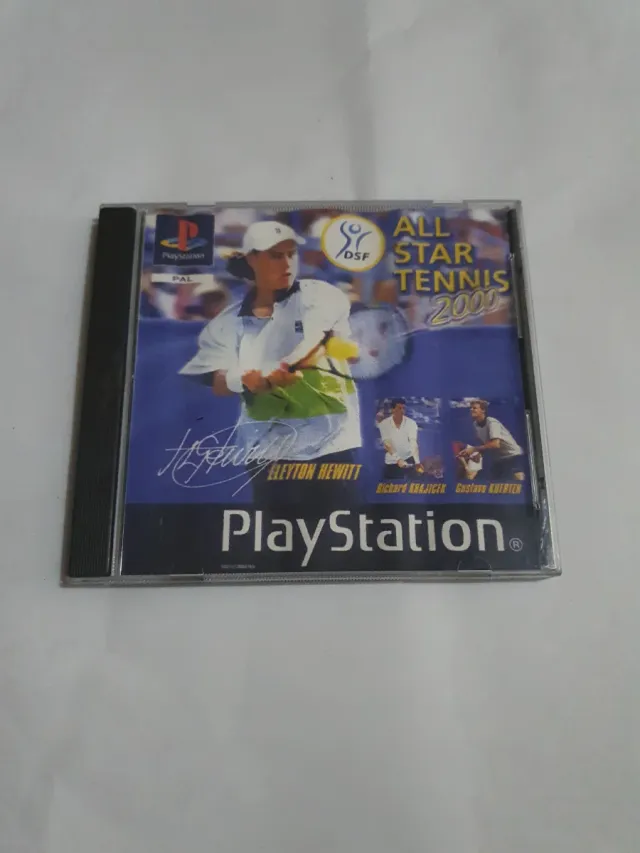 PlayStation
PAL
DSF
ALL
STAR
TENNIS
2000
LLEYTON HEWITT
Richard KRAJICEK
Gustavo KUERTEN
PlayStation®